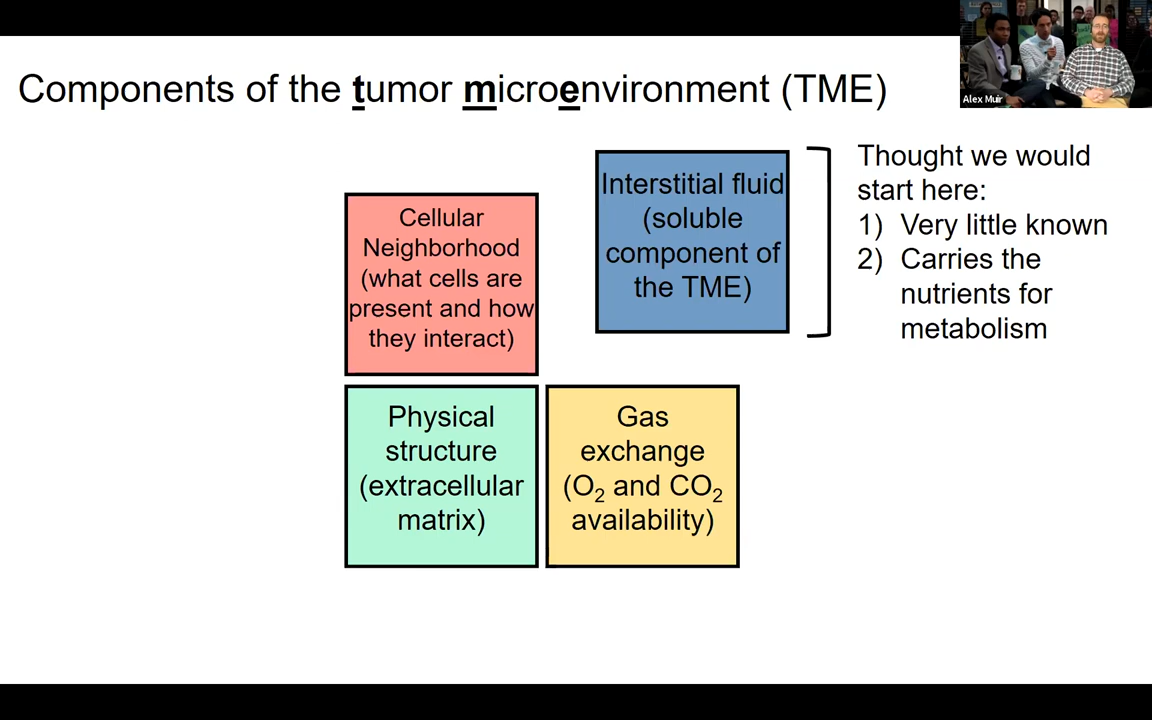 Components of the tumor microenvironment (TME)
Alex Muir
Cellular
Neighborhood
(what cells are
present and how
they interact)
Interstitial fluid
(soluble
component of
the TME)
Thought we would
start here:
1) Very little known
2) Carries the
nutrients for
metabolism
Physical
structure
(extracellular
matrix)
Gas
exchange
(O₂ and CO₂
availability)